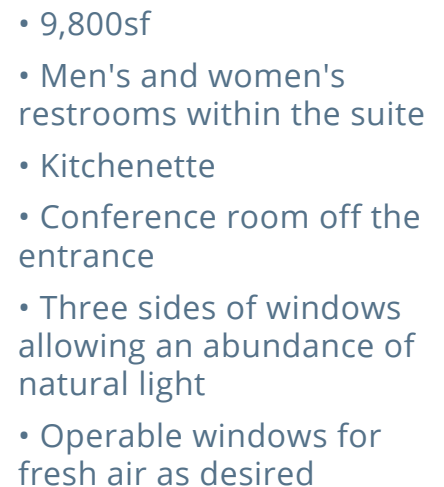 • 9,800sf
• Men's and women's
restrooms within the suite
• Kitchenette
• Conference room off the
entrance
• Three sides of windows
allowing an abundance of
natural light
• Operable windows for
fresh air as desired